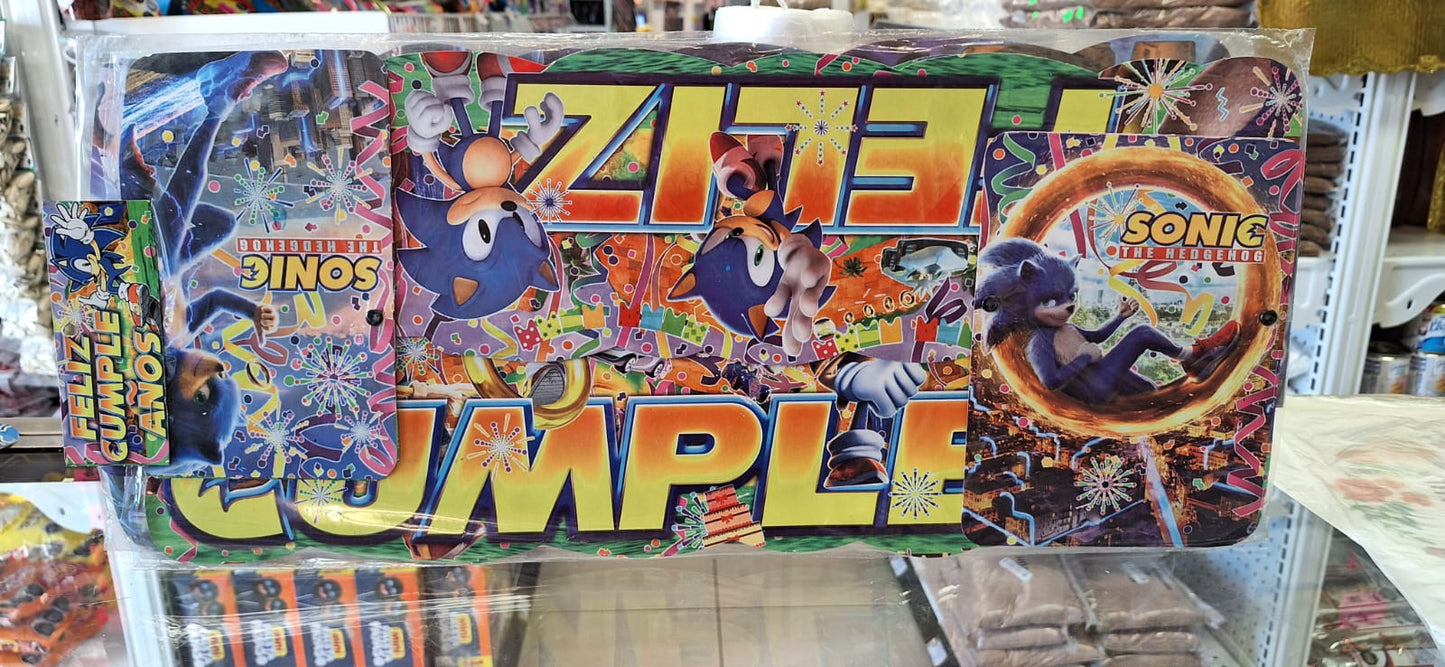 FELIZ
CUMPLE
AÑOS
SONIC
THE HEDGEHOG
FELIZ
CUMPLE
SONIC
THE HEDGEHOG